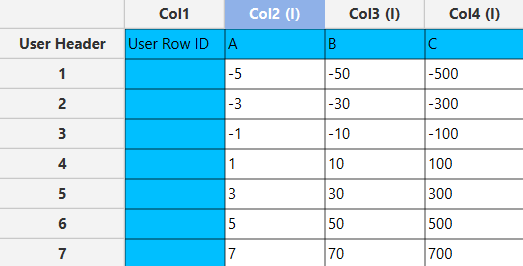 Col1 Col2 (I) Col3 (I) Col4 (I)
User Header User Row ID A B C
1 -5 -50 -500
2 -3 -30 -300
3 -1 -10 -100
4 1 10 100
5 3 30 300
6 5 50 500
7 7 70 700